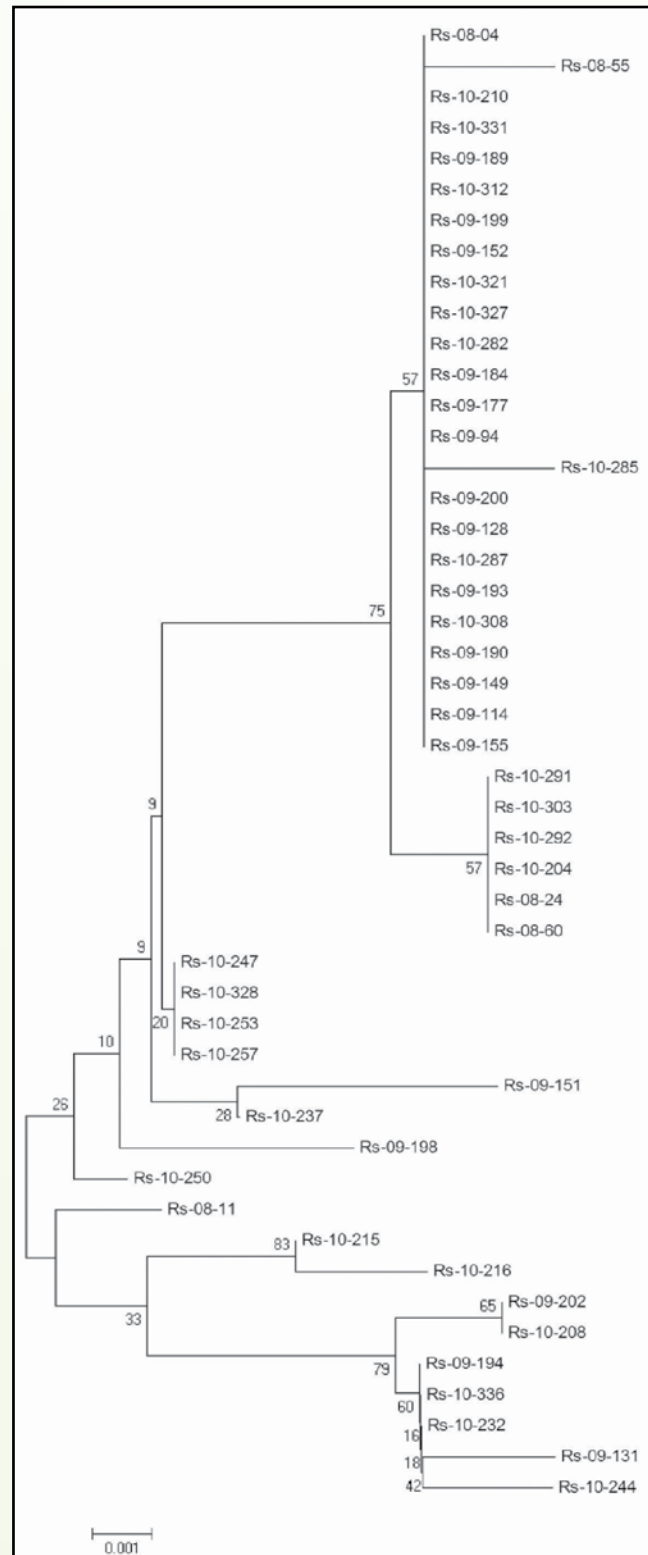 Rs-08-04
Rs-08-55
Rs-10-210
Rs-10-331
Rs-09-189
Rs-10-312
Rs-09-199
Rs-09-152
Rs-10-321
Rs-10-327
Rs-10-282
57 Rs-09-184
Rs-09-177
Rs-09-94
Rs-10-285
Rs-09-200
Rs-09-128
Rs-10-287
Rs-09-193
75 Rs-10-308
Rs-09-190
Rs-09-149
Rs-09-114
Rs-09-155
Rs-10-291
9 Rs-10-303
Rs-10-292
57 Rs-10-204
Rs-08-24
Rs-08-60
9 Rs-10-247
Rs-10-328
20 Rs-10-253
10 Rs-10-257
Rs-09-151
26 28 Rs-10-237
Rs-09-198
Rs-10-250
Rs-08-11
83 Rs-10-215
Rs-10-216
65 Rs-09-202
33 Rs-10-208
79 Rs-09-194
60 Rs-10-336
16 Rs-10-232
18 Rs-09-131
42 Rs-10-244
0.001